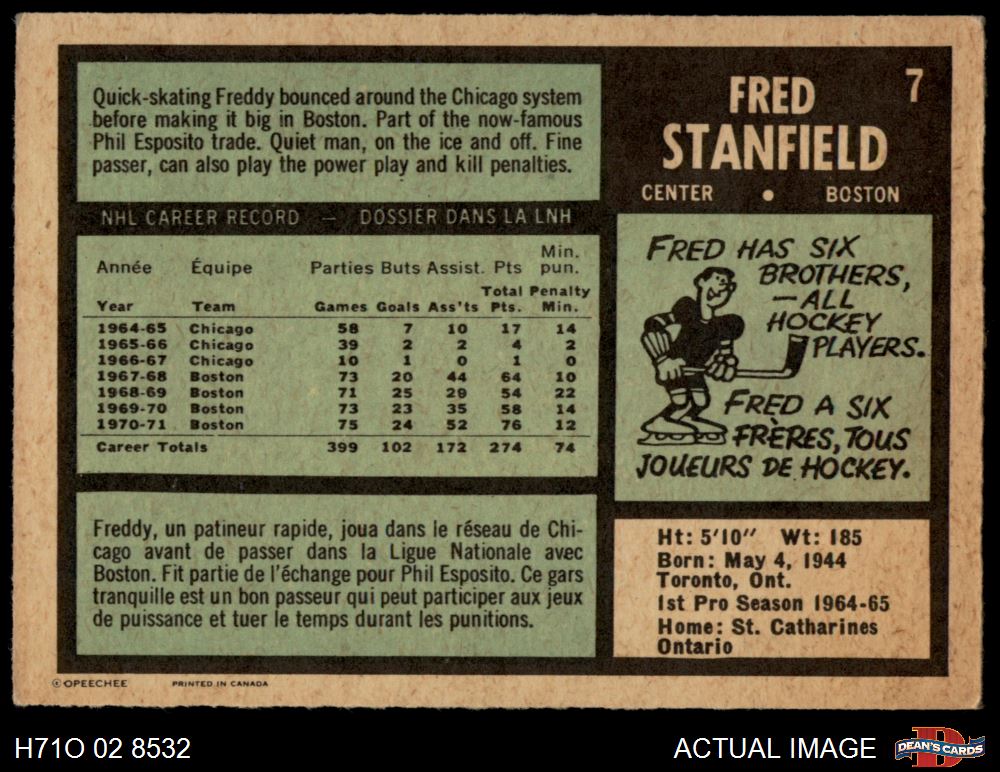 Quick-skating Freddy bounced around the Chicago system
before making it big in Boston. Part of the now-famous
Phil Esposito trade. Quiet man, on the ice and off. Fine
passer, can also play the power play and kill penalties.
FRED
STANFIELD
7
CENTER • BOSTON
NHL CAREER RECORD — DOSSIER DANS LA LNH
Année Équipe Parties Buts Assist. Pts Min. pun.
Year Team Games Goals Ass'ts Total Pts. Penalty Min.
1964-65 Chicago 58 7 10 17 14
1965-66 Chicago 39 2 2 4 2
1966-67 Chicago 10 1 0 1 0
1967-68 Boston 73 20 44 64 10
1968-69 Boston 71 25 29 54 22
1969-70 Boston 73 23 35 58 14
1970-71 Boston 75 24 52 76 12
Career Totals 399 102 172 274 74
FRED HAS SIX
BROTHERS,
—ALL
HOCKEY
PLAYERS.
FRED A SIX
FRÈRES, TOUS
JOUEURS DE HOCKEY.
Freddy, un patineur rapide, joua dans le réseau de Chi-
cago avant de passer dans la Ligue Nationale avec
Boston. Fit partie de l'échange pour Phil Esposito. Ce gars
tranquille est un bon passeur qui peut participer aux jeux
de puissance et tuer le temps durant les punitions.
Ht: 5'10" Wt: 185
Born: May 4, 1944
Toronto, Ont.
1st Pro Season 1964-65
Home: St. Catharines
Ontario
© OPEECHEE PRINTED IN CANADA
H71O 02 8532
ACTUAL IMAGE
D
DEAN'S CARDS